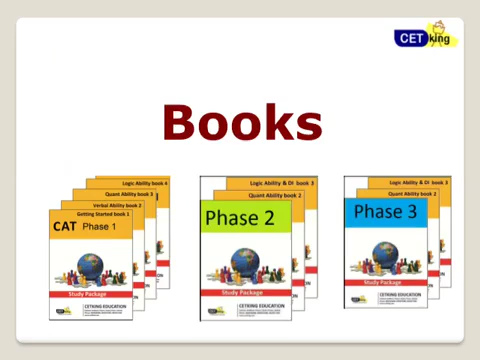 CET king
Books
Logic Ability book 4
Quant Ability book 3
Verbal Ability book 2
Getting Started book 1
CAT Phase 1
Study Package
CETKING EDUCATION
Logic Ability & DI book 3
Quant Ability book 2
Phase 2
Study Package
CETKING EDUCATION
Logic Ability & DI book 3
Quant Ability book 2
Phase 3
Study Package
CETKING EDUCATION